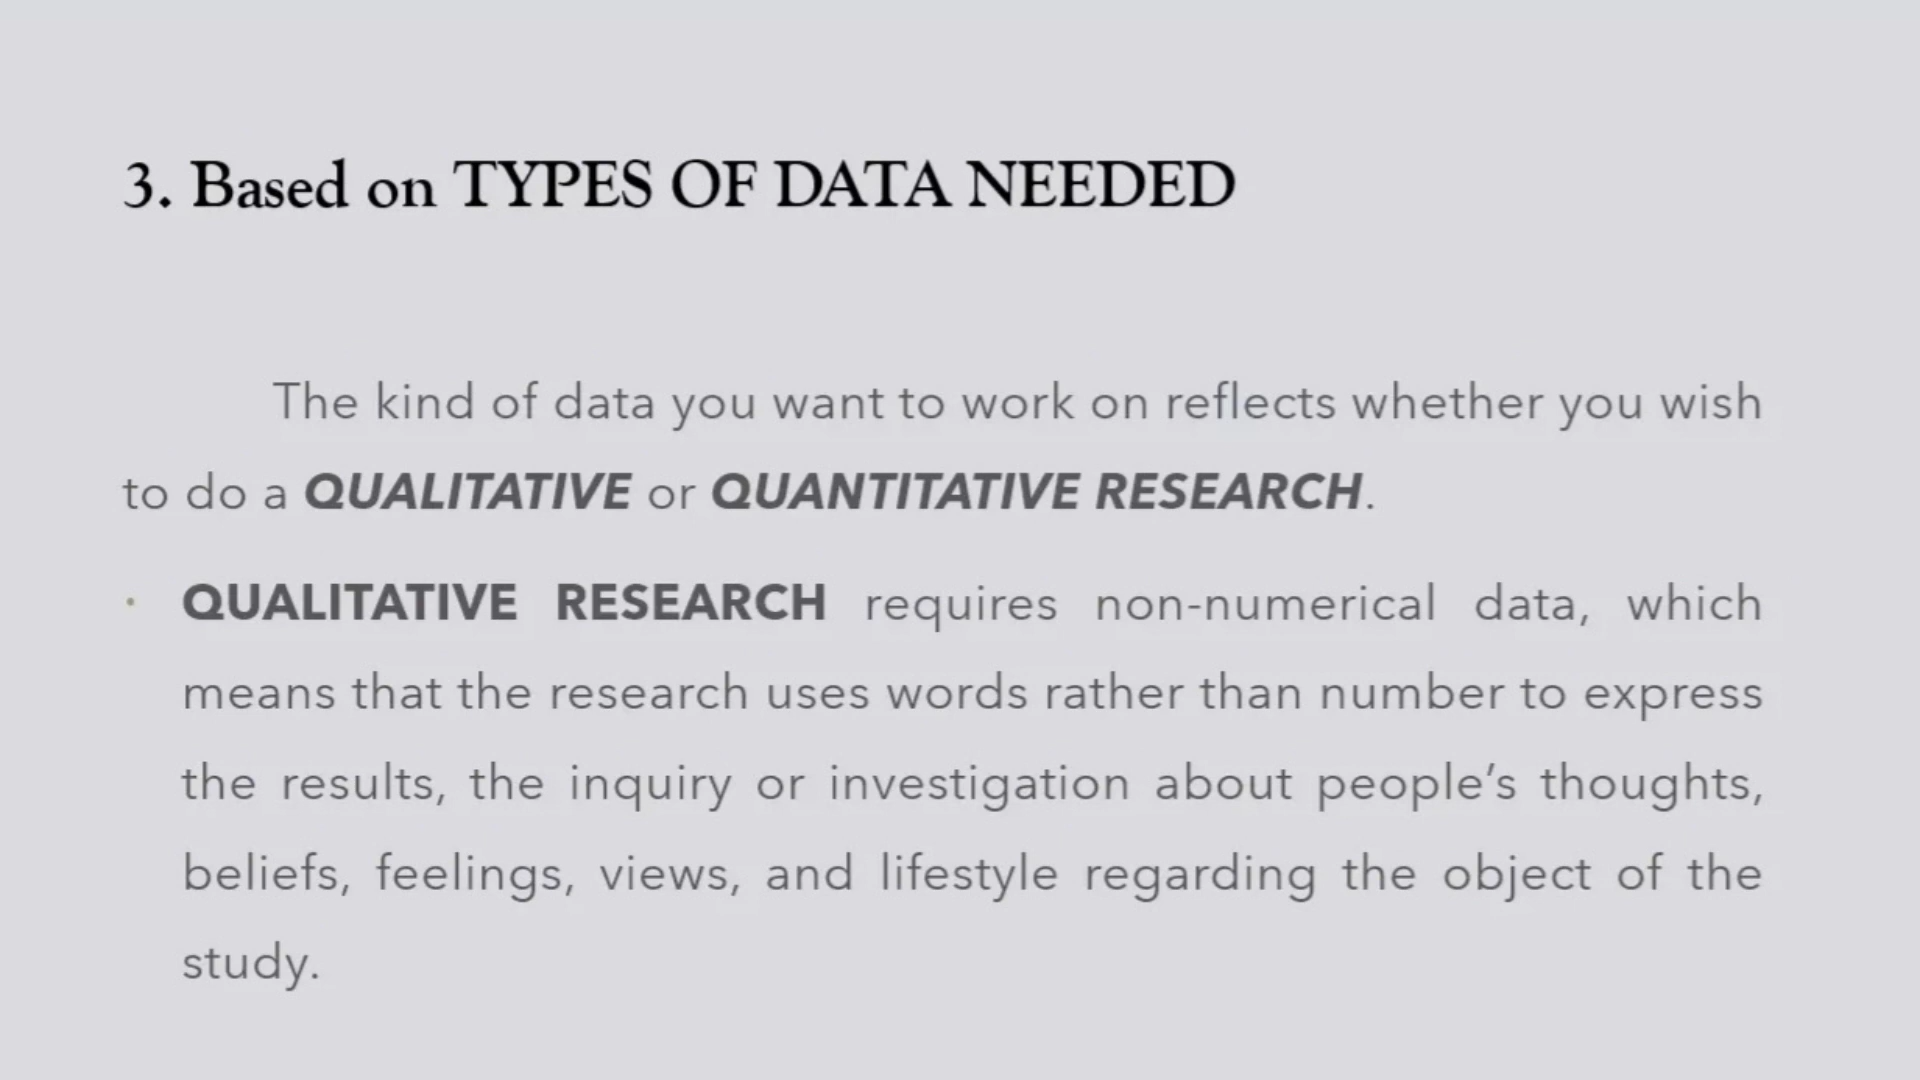 3. Based on TYPES OF DATA NEEDED
The kind of data you want to work on reflects whether you wish
to do a QUALITATIVE or QUANTITATIVE RESEARCH.
· QUALITATIVE RESEARCH requires non-numerical data, which
means that the research uses words rather than number to express
the results, the inquiry or investigation about people’s thoughts,
beliefs, feelings, views, and lifestyle regarding the object of the
study.